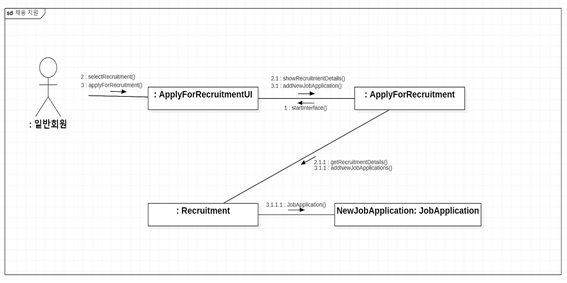 sd 채용 지원
2 : selectRecruitment()
3 : applyForRecruitment()
: 일반회원
: ApplyForRecruitmentUI
2.1 : showRecruitmentDetails()
3.1 : addNewJobApplication()
1 : startInterface()
: ApplyForRecruitment
2.1.1 : getRecruitmentDetails()
3.1.1 : addNewJobApplications()
: Recruitment
3.1.1.1 : JobApplication()
NewJobApplication: JobApplication